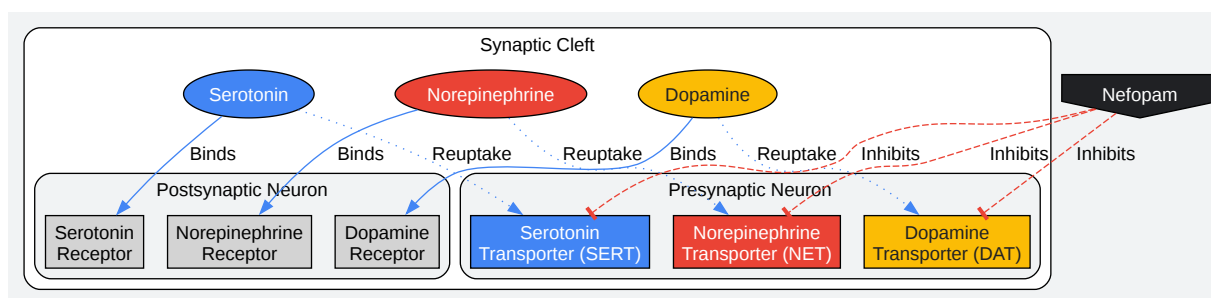 Synaptic Cleft
Serotonin
Norepinephrine
Dopamine
Nefopam
Binds
Binds
Reuptake
Reuptake
Binds
Reuptake
Inhibits
Inhibits
Inhibits
Postsynaptic Neuron
Presynaptic Neuron
Serotonin
Receptor
Norepinephrine
Receptor
Dopamine
Receptor
Serotonin
Transporter (SERT)
Norepinephrine
Transporter (NET)
Dopamine
Transporter (DAT)